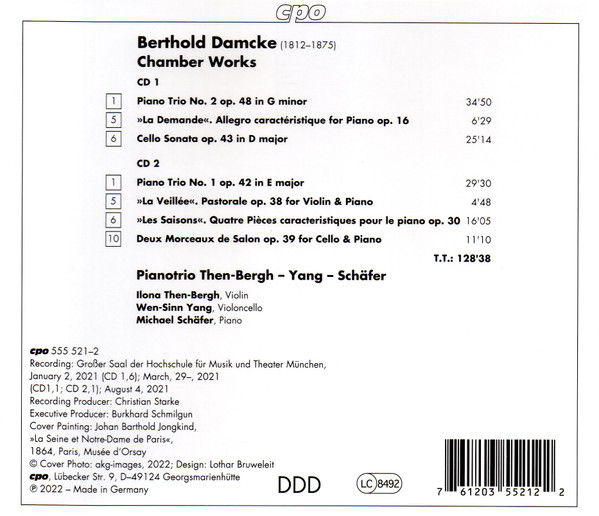 cpo
Berthold Damcke (1812–1875)
Chamber Works
CD 1
1 Piano Trio No. 2 op. 48 in G minor 34'50
5 »La Demande«. Allegro caractéristique for Piano op. 16 6'29
6 Cello Sonata op. 43 in D major 25'14
CD 2
1 Piano Trio No. 1 op. 42 in E major 29'30
5 »La Veillée«. Pastorale op. 38 for Violin & Piano 4'48
6 »Les Saisons«. Quatre Pièces caracteristiques pour le piano op. 30 16'05
10 Deux Morceaux de Salon op. 39 for Cello & Piano 11'10
T.T.: 128'38
Pianotrio Then-Bergh – Yang – Schäfer
Ilona Then-Bergh, Violin
Wen-Sinn Yang, Violoncello
Michael Schäfer, Piano
cpo 555 521–2
Recording: Großer Saal der Hochschule für Musik und Theater München,
January 2, 2021 (CD 1,6); March, 29–, 2021
(CD1,1; CD 2,1); August 4, 2021
Recording Producer: Christian Starke
Executive Producer: Burkhard Schmilgun
Cover Painting: Johan Barthold Jongkind,
»La Seine et Notre-Dame de Paris«,
1864, Paris, Musée d'Orsay
© Cover Photo: akg-images, 2022; Design: Lothar Bruweleit
cpo, Lübecker Str. 9, D–49124 Georgsmarienhütte
℗ 2022 – Made in Germany
DDD
LC 8492
7 61203 55212 2